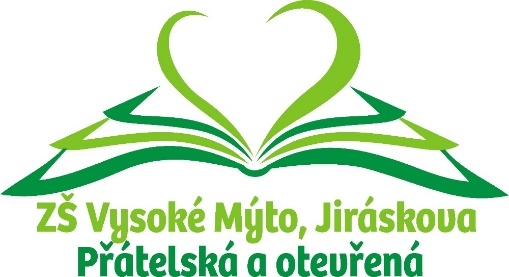 ZŠ Vysoké Mýto, Jiráskova
Přátelská a otevřená